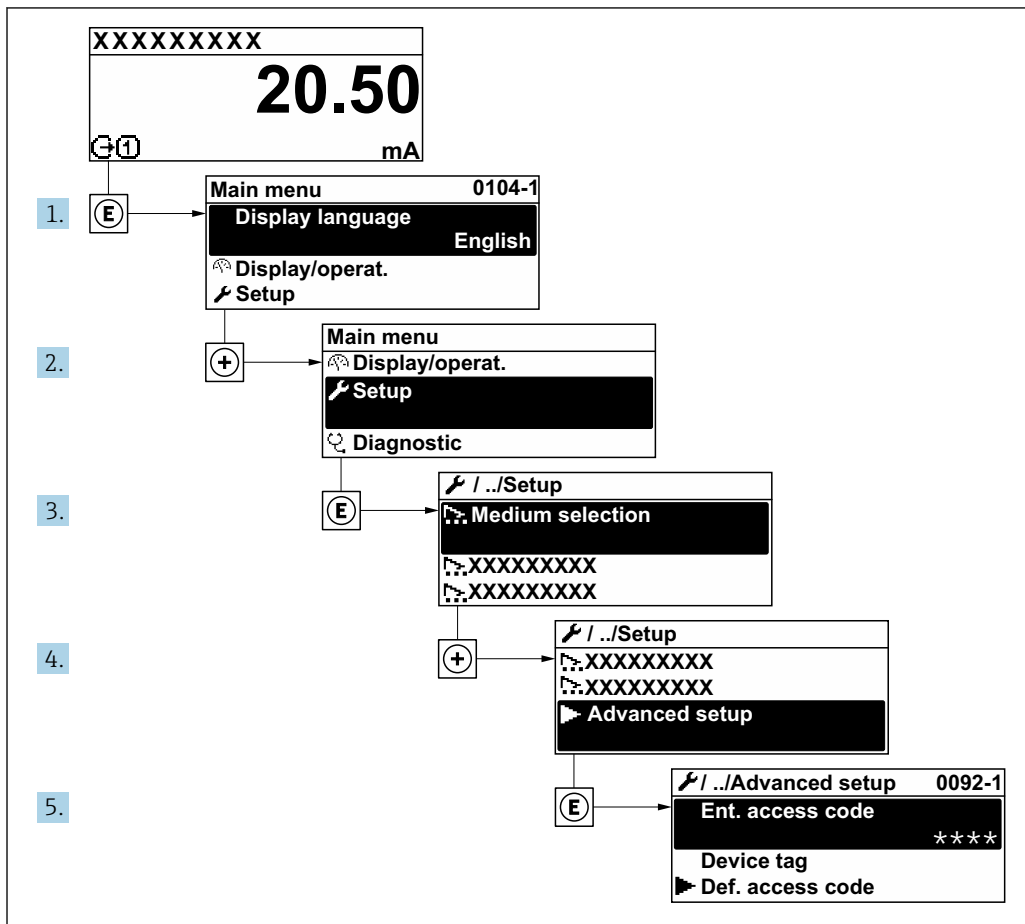 XXXXXXXXX
20.50
1 mA
1.
E
Main menu 0104-1
Display language
English
Display/operat.
Setup
2.
+
Main menu
Display/operat.
Setup
Diagnostic
3.
E
/ ../Setup
Medium selection
XXXXXXXXX
XXXXXXXXX
4.
+
/ ../Setup
XXXXXXXXX
XXXXXXXXX
Advanced setup
5.
E
/ ../Advanced setup 0092-1
Ent. access code
****
Device tag
Def. access code